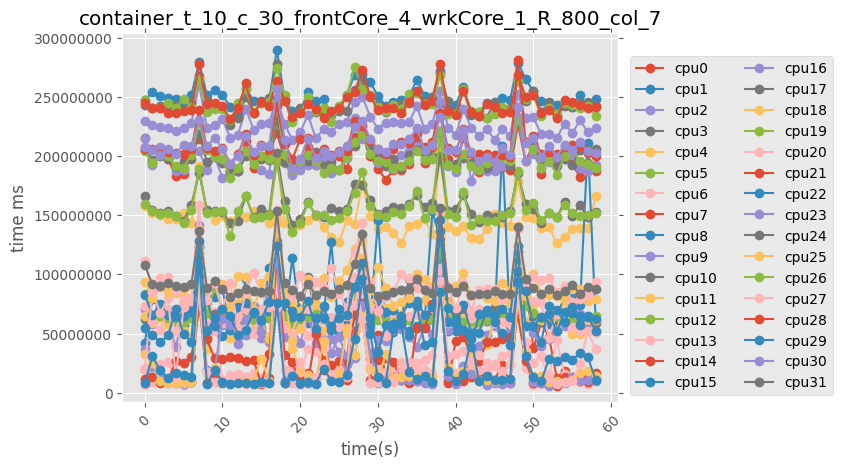 container_t_10_c_30_frontCore_4_wrkCore_1_R_800_col_7
300000000
250000000
200000000
150000000
100000000
50000000
0
time ms
0
10
20
30
40
50
60
time(s)
cpu0
cpu1
cpu2
cpu3
cpu4
cpu5
cpu6
cpu7
cpu8
cpu9
cpu10
cpu11
cpu12
cpu13
cpu14
cpu15
cpu16
cpu17
cpu18
cpu19
cpu20
cpu21
cpu22
cpu23
cpu24
cpu25
cpu26
cpu27
cpu28
cpu29
cpu30
cpu31